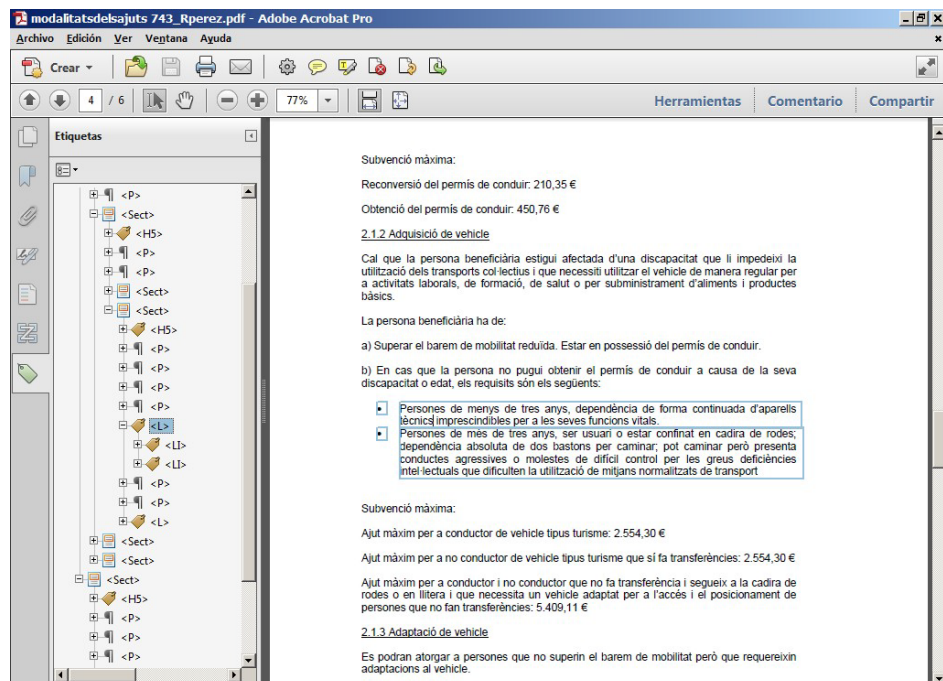 modalitatsdelsajuts 743_Rperez.pdf - Adobe Acrobat Pro
Archivo Edición Ver Ventana Ayuda
Crear
4 / 6 77% Herramientas Comentario Compartir
Etiquetas
<P>
<Sect>
<H5>
<P>
<P>
<Sect>
<Sect>
<H5>
<P>
<P>
<P>
<P>
<L>
<LI>
<LI>
<P>
<P>
<L>
<Sect>
<Sect>
<Sect>
<H5>
<P>
<P>
<P>
Subvenció màxima:
Reconversió del permís de conduir: 210,35 €
Obtenció del permís de conduir: 450,76 €
2.1.2 Adquisició de vehicle
Cal que la persona beneficiària estigui afectada d'una discapacitat que li impedeixi la
utilització dels transports col·lectius i que necessiti utilitzar el vehicle de manera regular per
a activitats laborals, de formació, de salut o per subministrament d'aliments i productes
bàsics.
La persona beneficiària ha de:
a) Superar el barem de mobilitat reduïda. Estar en possessió del permís de conduir.
b) En cas que la persona no pugui obtenir el permís de conduir a causa de la seva
discapacitat o edat, els requisits són els següents:
• Persones de menys de tres anys, dependència de forma continuada d'aparells
tècnics imprescindibles per a les seves funcions vitals.
• Persones de més de tres anys, ser usuari o estar confinat en cadira de rodes;
dependència absoluta de dos bastons per caminar; pot caminar però presenta
conductes agressives o molestes de difícil control per les greus deficiències
intel·lectuals que dificulten la utilització de mitjans normalitzats de transport
Subvenció màxima:
Ajut màxim per a conductor de vehicle tipus turisme: 2.554,30 €
Ajut màxim per a no conductor de vehicle tipus turisme que sí fa transferències: 2.554,30 €
Ajut màxim per a conductor i no conductor que no fa transferència i segueix a la cadira de
rodes o en llitera i que necessita un vehicle adaptat per a l'accés i el posicionament de
persones que no fan transferències: 5.409,11 €
2.1.3 Adaptació de vehicle
Es podran atorgar a persones que no superin el barem de mobilitat però que requereixin
adaptacions al vehicle.